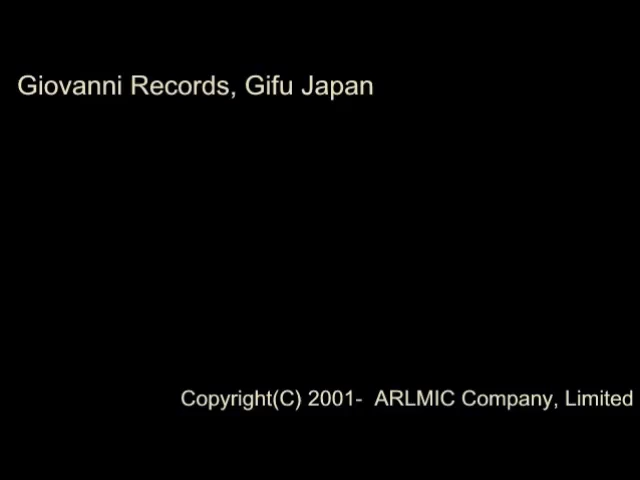 Giovanni Records, Gifu Japan
Copyright(C) 2001-  ARLMIC Company, Limited